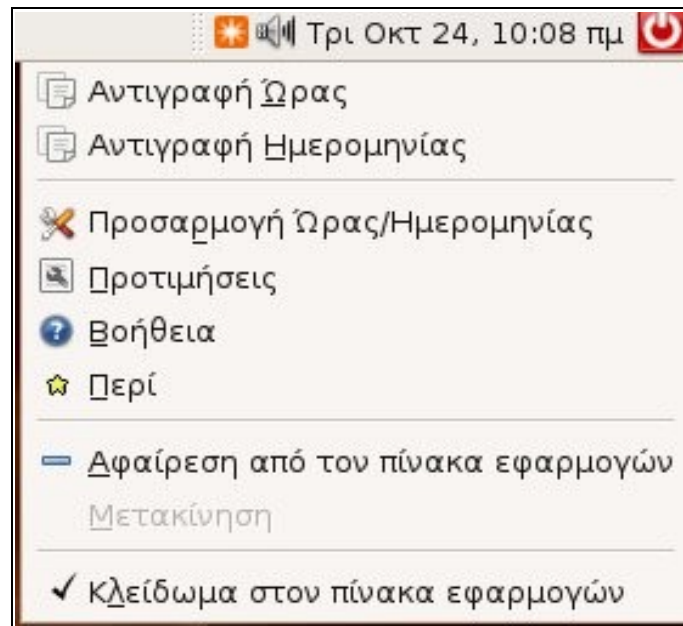 Τρι Οκτ 24, 10:08 πμ
Αντιγραφή Ώρας
Αντιγραφή Ημερομηνίας
Προσαρμογή Ώρας/Ημερομηνίας
Προτιμήσεις
Βοήθεια
Περί
Αφαίρεση από τον πίνακα εφαρμογών
Μετακίνηση
Κλείδωμα στον πίνακα εφαρμογών